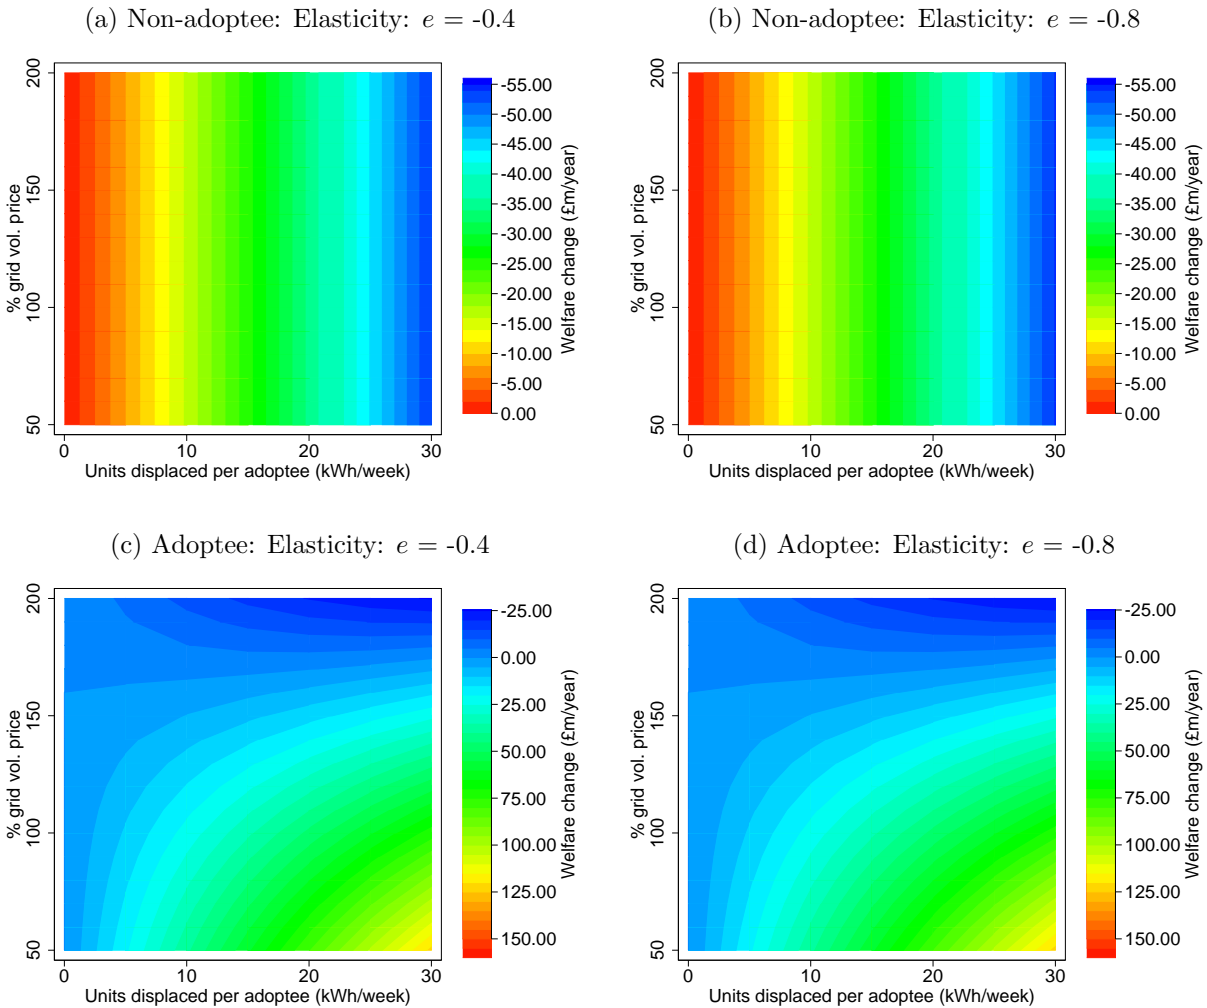 (a) Non-adoptee: Elasticity: e = -0.4
(b) Non-adoptee: Elasticity: e = -0.8
200
150
100
50
% grid vol. price
0 10 20 30
Units displaced per adoptee (kWh/week)
-55.00
-50.00
-45.00
-40.00
-35.00
-30.00
-25.00
-20.00
-15.00
-10.00
-5.00
0.00
Welfare change (£m/year)
200
150
100
50
% grid vol. price
0 10 20 30
Units displaced per adoptee (kWh/week)
-55.00
-50.00
-45.00
-40.00
-35.00
-30.00
-25.00
-20.00
-15.00
-10.00
-5.00
0.00
Welfare change (£m/year)
(c) Adoptee: Elasticity: e = -0.4
(d) Adoptee: Elasticity: e = -0.8
200
150
100
50
% grid vol. price
0 10 20 30
Units displaced per adoptee (kWh/week)
-25.00
0.00
25.00
50.00
75.00
100.00
125.00
150.00
Welfare change (£m/year)
200
150
100
50
% grid vol. price
0 10 20 30
Units displaced per adoptee (kWh/week)
-25.00
0.00
25.00
50.00
75.00
100.00
125.00
150.00
Welfare change (£m/year)